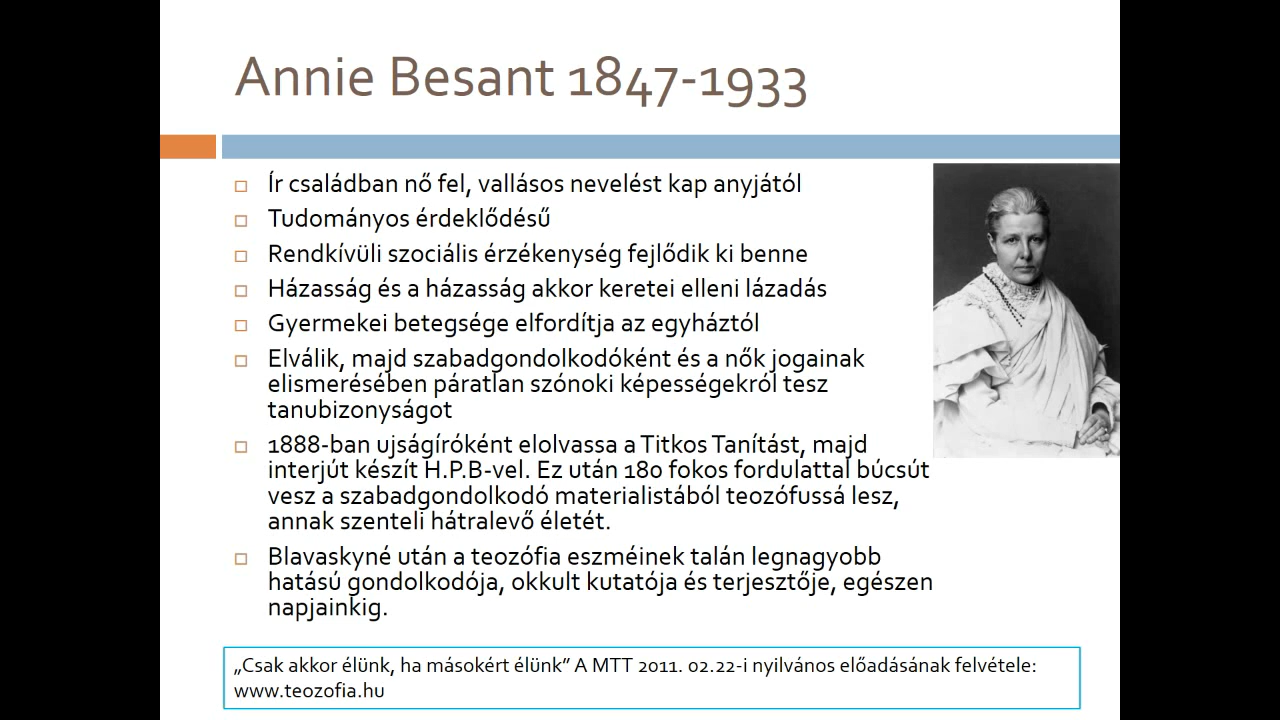 Annie Besant 1847-1933
Ír családban nő fel, vallásos nevelést kap anyjától
Tudományos érdeklődésű
Rendkívüli szociális érzékenység fejlődik ki benne
Házasság és a házasság akkor keretei elleni lázadás
Gyermekei betegsége elfordítja az egyháztól
Elválik, majd szabadgondolkodóként és a nők jogainak
elismerésében páratlan szónoki képességekről tesz
tanubizonyságot
1888-ban ujságíróként elolvassa a Titkos Tanítást, majd
interjút készít H.P.B-vel. Ez után 180 fokos fordulattal búcsút
vesz a szabadgondolkodó materialistából teozófussá lesz,
annak szenteli hátralevő életét.
Blavaskyné után a teozófia eszméinek talán legnagyobb
hatású gondolkodója, okkult kutatója és terjesztője, egészen
napjainkig.
„Csak akkor élünk, ha másokért élünk” A MTT 2011. 02.22-i nyilvános előadásának felvétele:
www.teozofia.hu